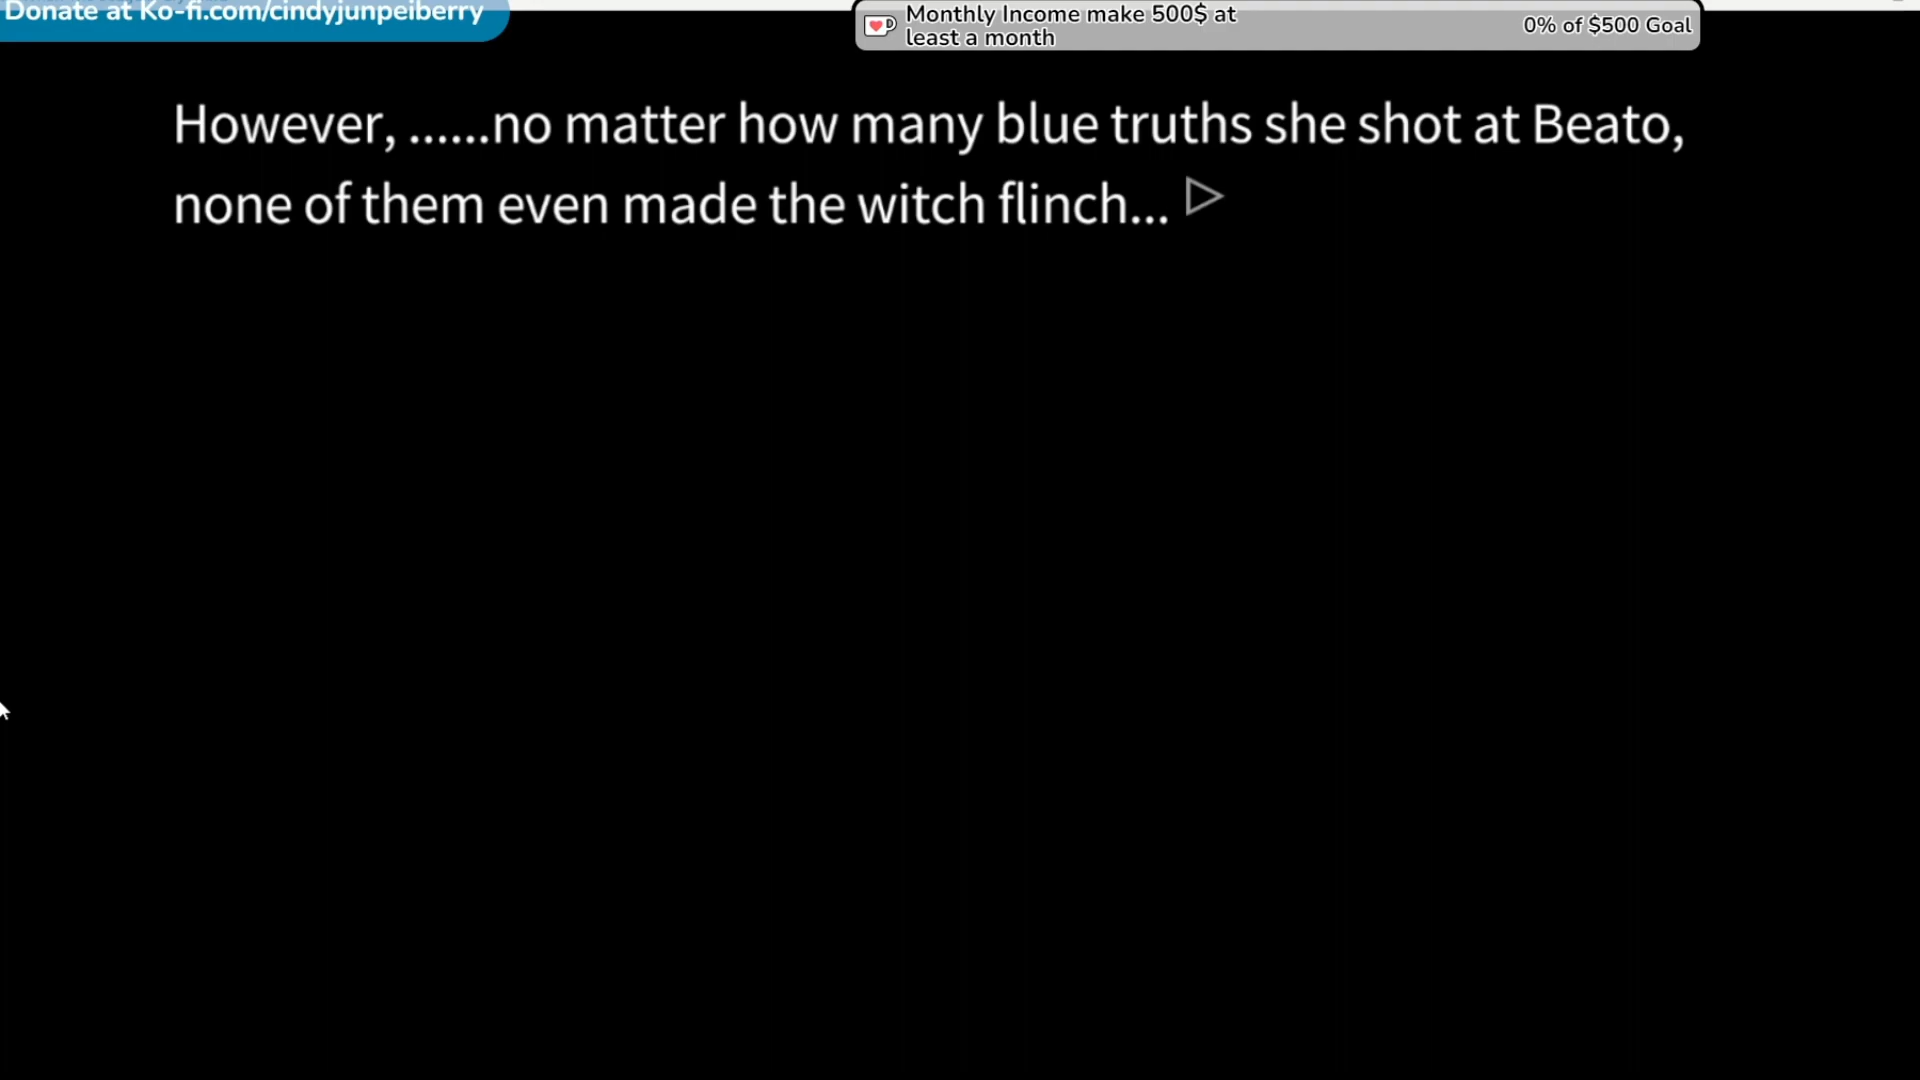 Donate at Ko-fi.com/cindyjunpeiberry
Monthly Income make 500$ at
least a month
0% of $500 Goal
However, ......no matter how many blue truths she shot at Beato,
none of them even made the witch flinch...